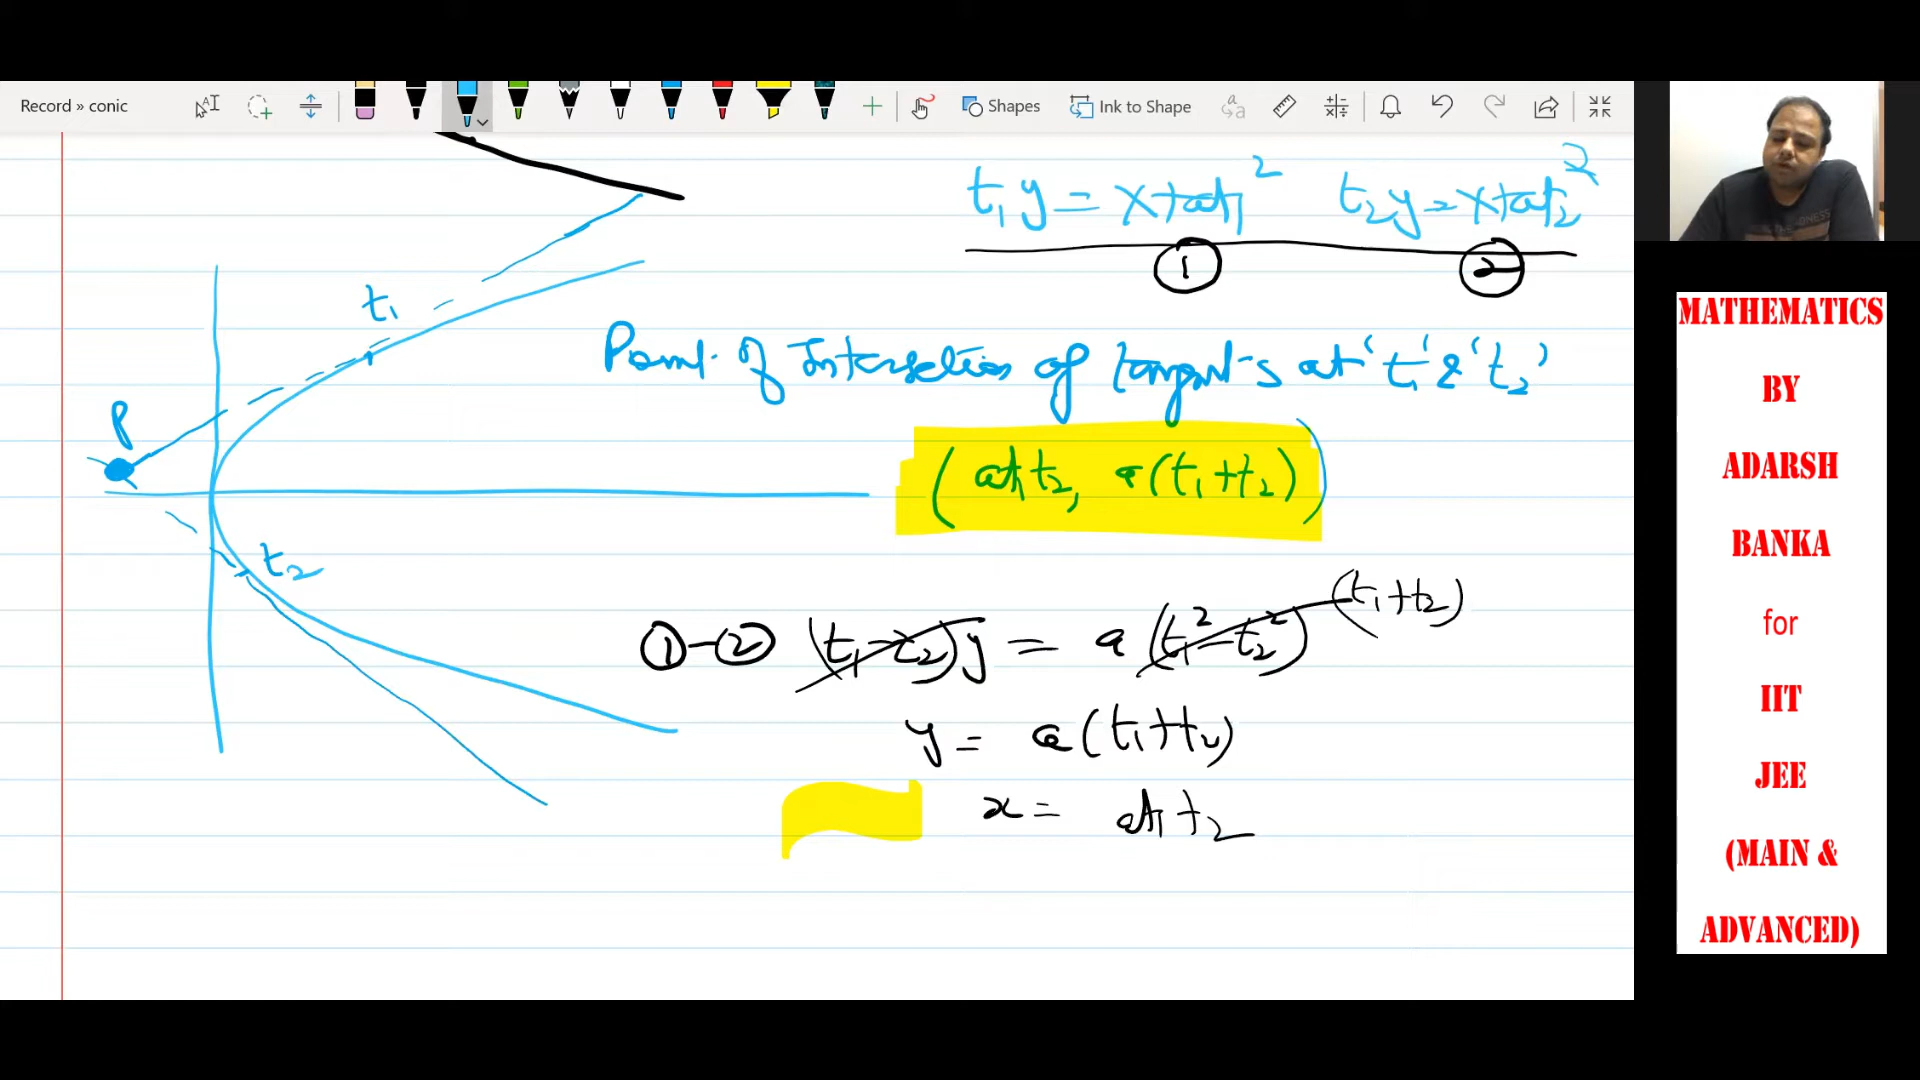 Record » conic
Shapes
Ink to Shape
t₁y = x+at₁² t₂y = x+at₂²
① ②
t₁
Point of Intersection of tangents at 't₁' & 't₂'
P
(at₁t₂, a(t₁+t₂))
t₂
①-② (t₁-t₂)y = a(t₁²-t₂²) (t₁+t₂)
y = a(t₁+t₂)
x = at₁t₂
MATHEMATICS
BY
ADARSH
BANKA
for
IIT
JEE
(MAIN &
ADVANCED)